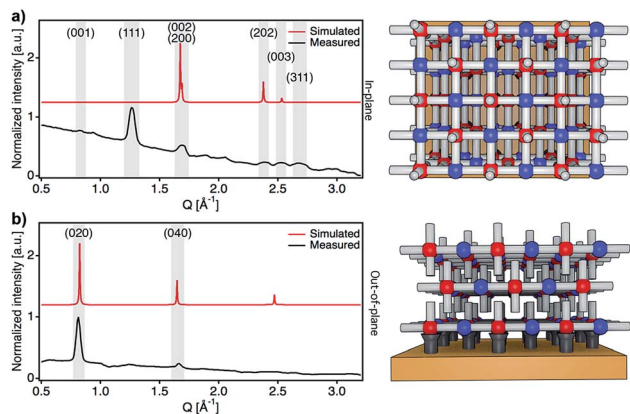 a)
(001)
(111)
(002)
(200)
(202)
(003)
(311)
Simulated
Measured
Normalized intensity [a.u.]
2
1
0
0.5
1.0
1.5
2.0
2.5
3.0
Q [Å⁻¹]
In-plane
b)
(020)
(040)
Simulated
Measured
Normalized intensity [a.u.]
2
1
0
0.5
1.0
1.5
2.0
2.5
3.0
Q [Å⁻¹]
Out-of-plane